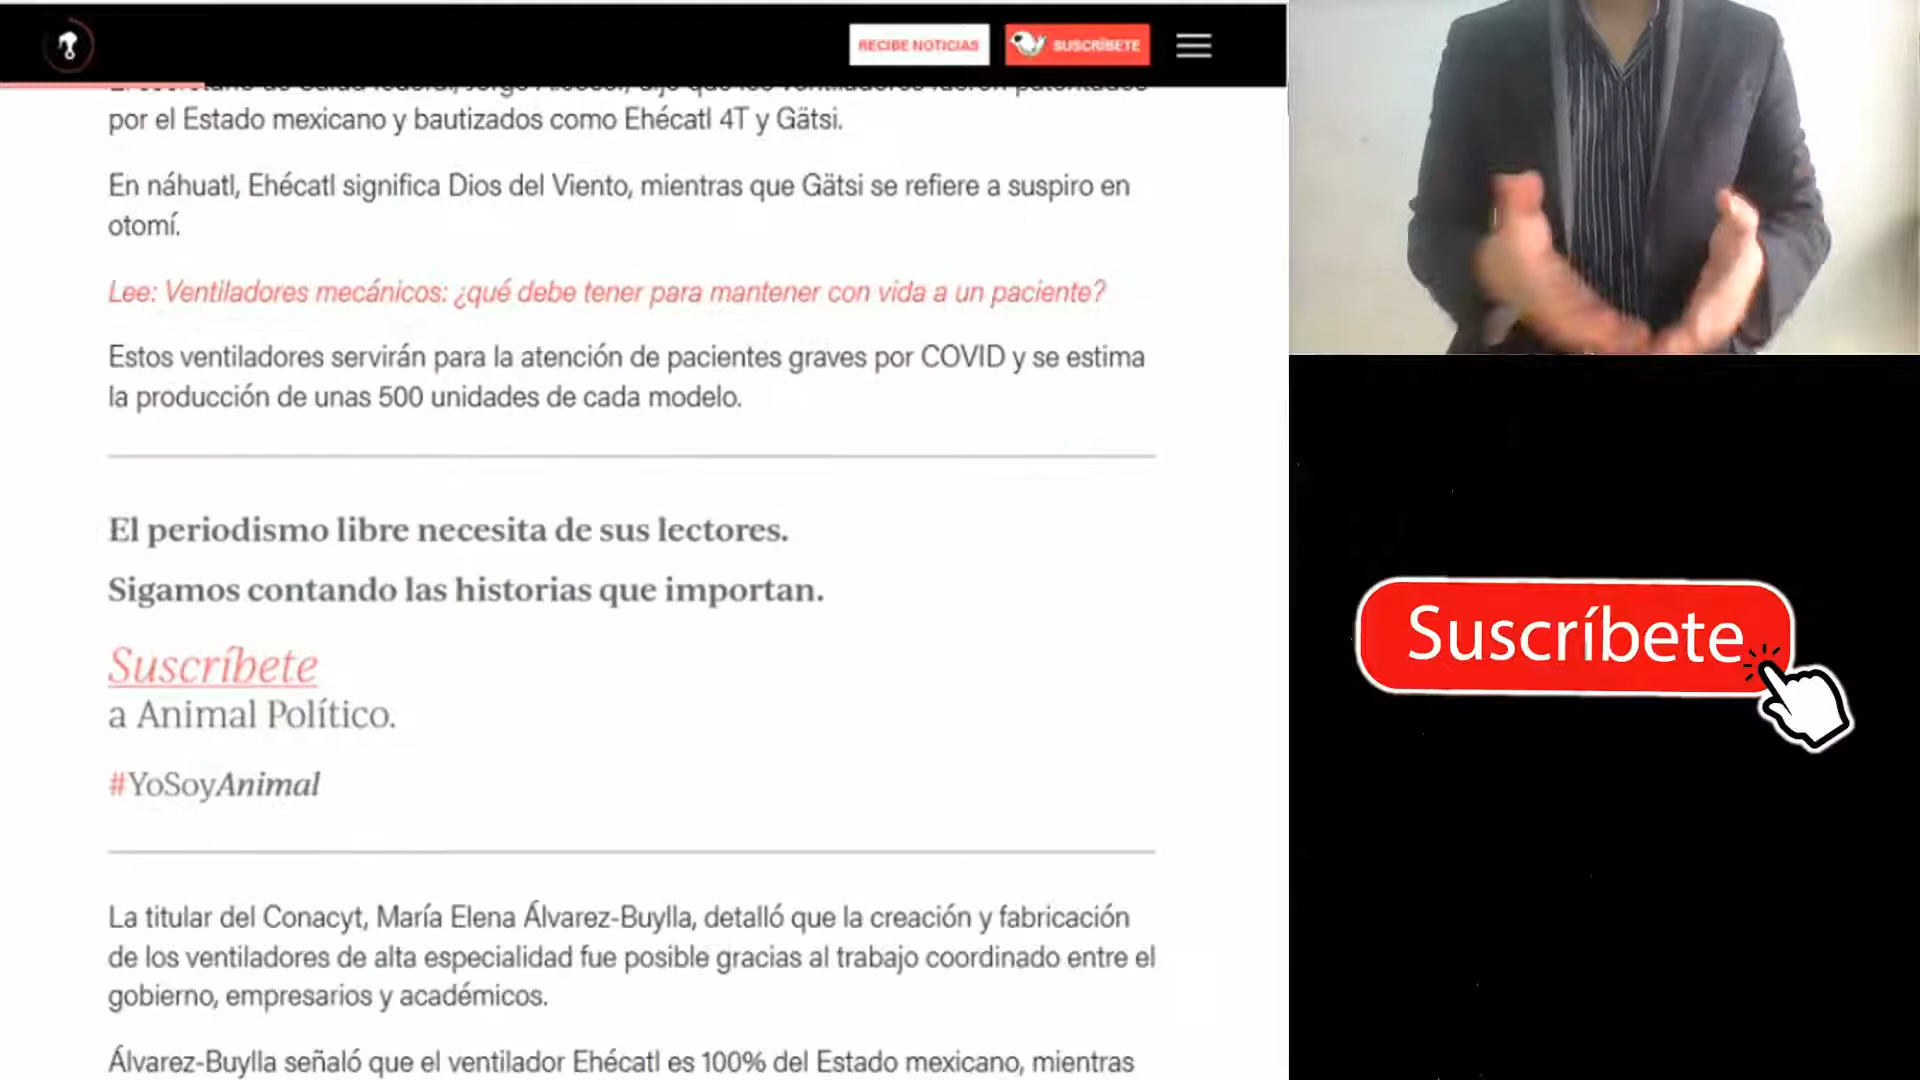 RECIBE NOTICIAS
SUSCRÍBETE
por el Estado mexicano y bautizados como Ehécatl 4T y Gätsi.
En náhuatl, Ehécatl significa Dios del Viento, mientras que Gätsi se refiere a suspiro en
otomí.
Lee: Ventiladores mecánicos: ¿qué debe tener para mantener con vida a un paciente?
Estos ventiladores servirán para la atención de pacientes graves por COVID y se estima
la producción de unas 500 unidades de cada modelo.
El periodismo libre necesita de sus lectores.
Sigamos contando las historias que importan.
Suscríbete
a Animal Político.
#YoSoyAnimal
La titular del Conacyt, María Elena Álvarez-Buylla, detalló que la creación y fabricación
de los ventiladores de alta especialidad fue posible gracias al trabajo coordinado entre el
gobierno, empresarios y académicos.
Álvarez-Buylla señaló que el ventilador Ehécatl es 100% del Estado mexicano, mientras
Suscríbete